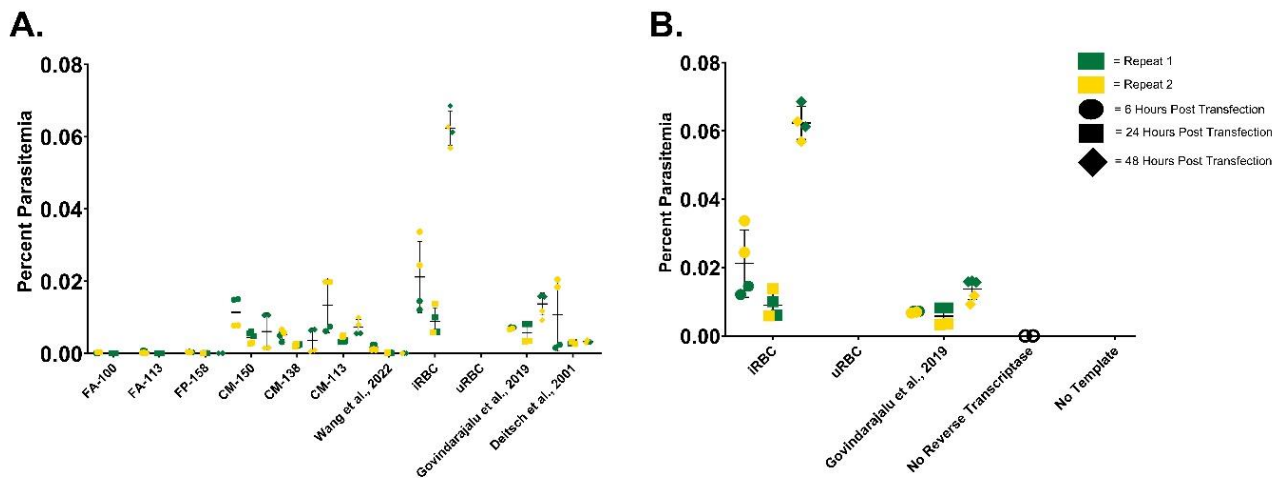 A.
Percent Parasitemia
0.08
0.06
0.04
0.02
0.00
FA-100
FA-113
FP-158
CM-150
CM-138
CM-113
Wang et al., 2022
iRBC
uRBC
Govindarajalu et al., 2019
Deitsch et al., 2001
B.
Percent Parasitemia
0.08
0.06
0.04
0.02
0.00
iRBC
uRBC
Govindarajalu et al., 2019
No Reverse Transcriptase
No Template
= Repeat 1
= Repeat 2
= 6 Hours Post Transfection
= 24 Hours Post Transfection
= 48 Hours Post Transfection